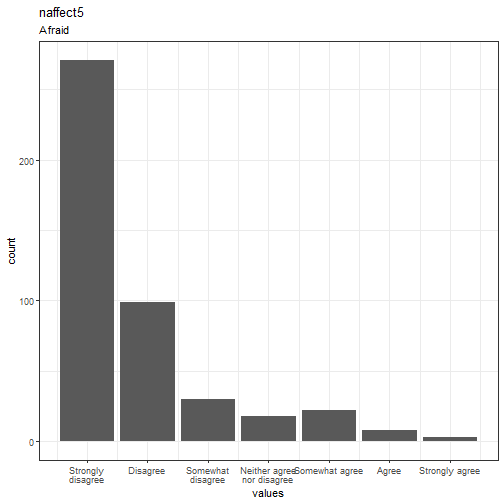 naffect5
Afraid
count
200
100
0
Strongly
disagree
Disagree
Somewhat
disagree
Neither agree
nor disagree
Somewhat agree
Agree
Strongly agree
values